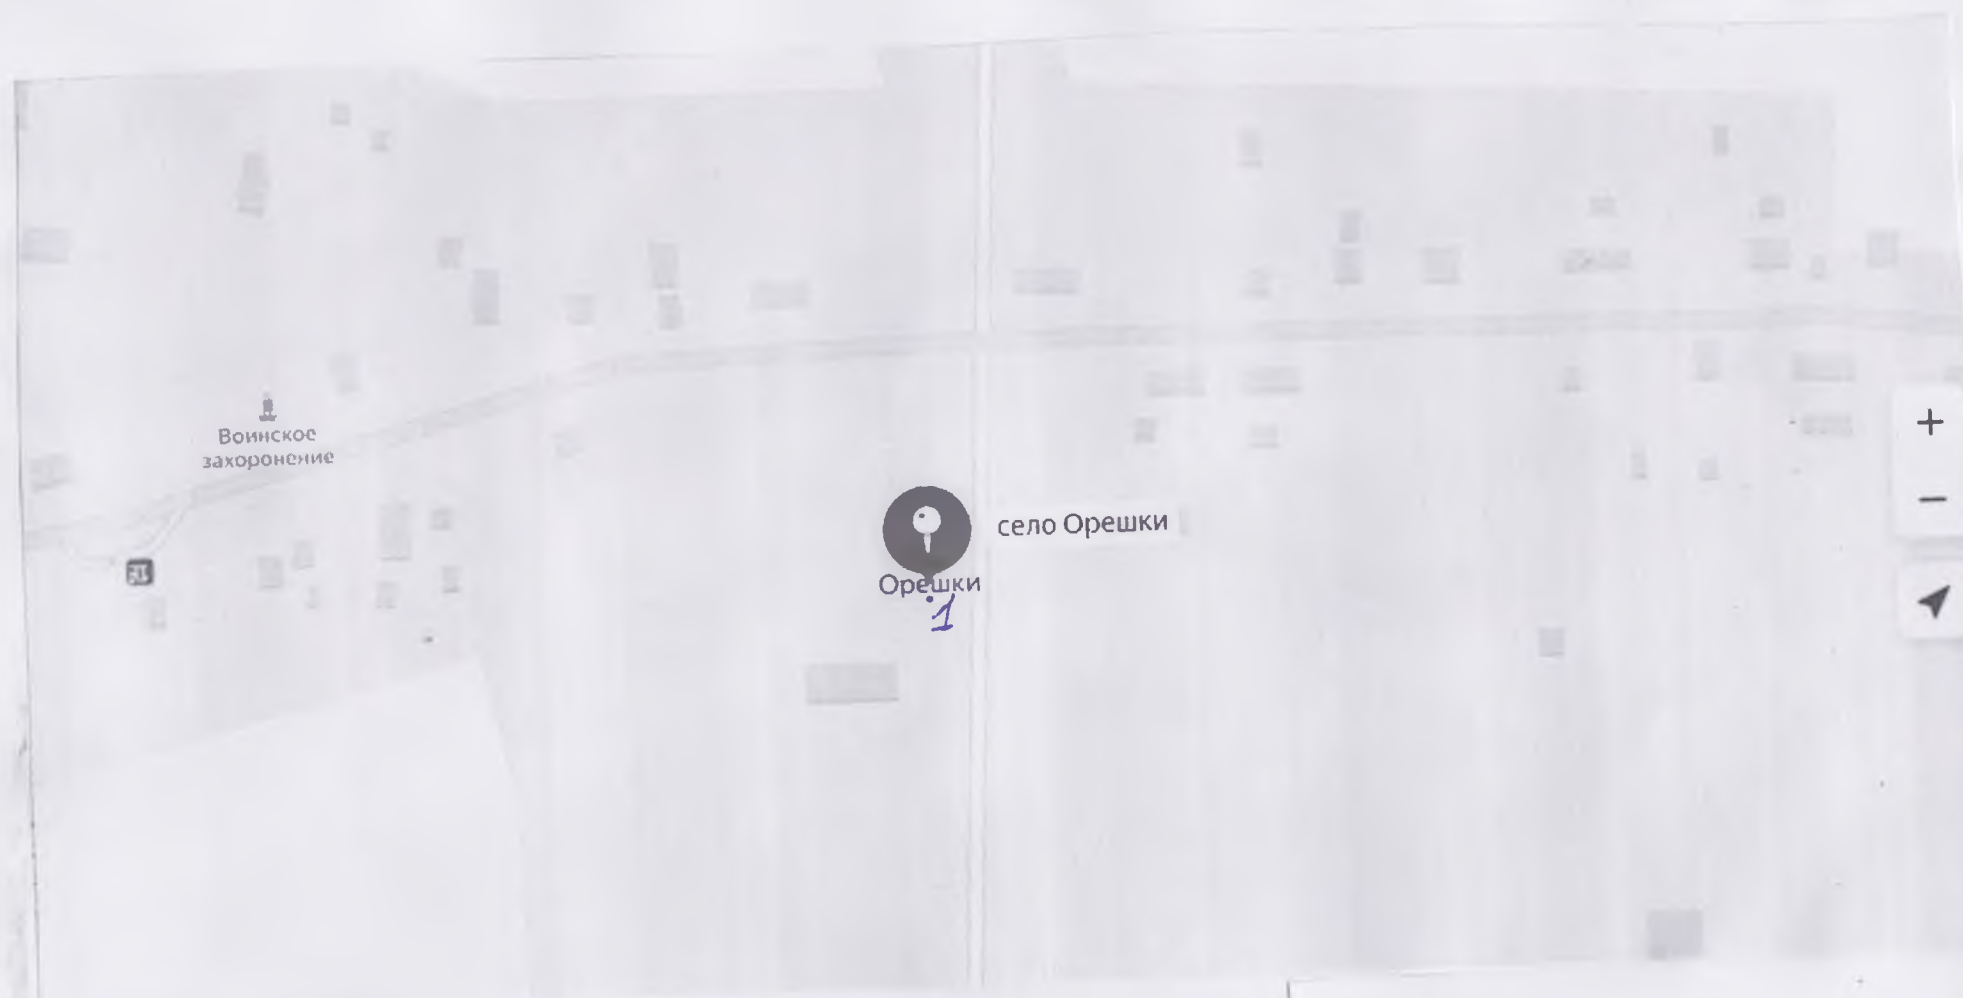 Воинское
захоронение
село Орешки
Орешки
1
+
−